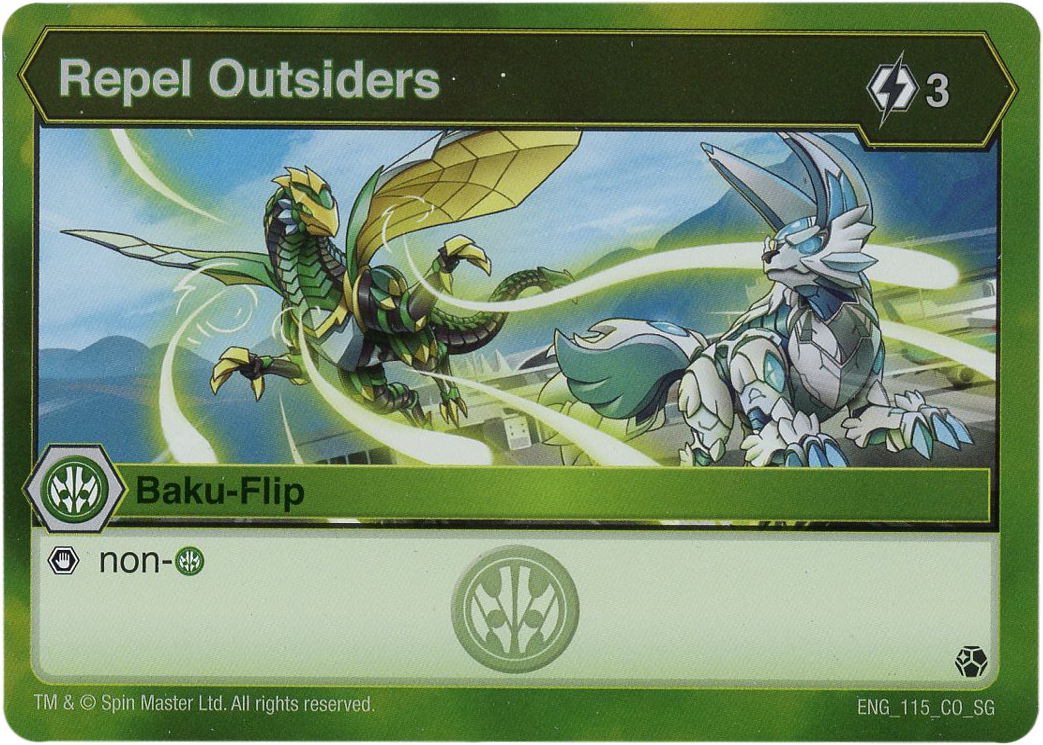 Repel Outsiders
3
Baku-Flip
non-
TM & © Spin Master Ltd. All rights reserved.
ENG_115_CO_SG